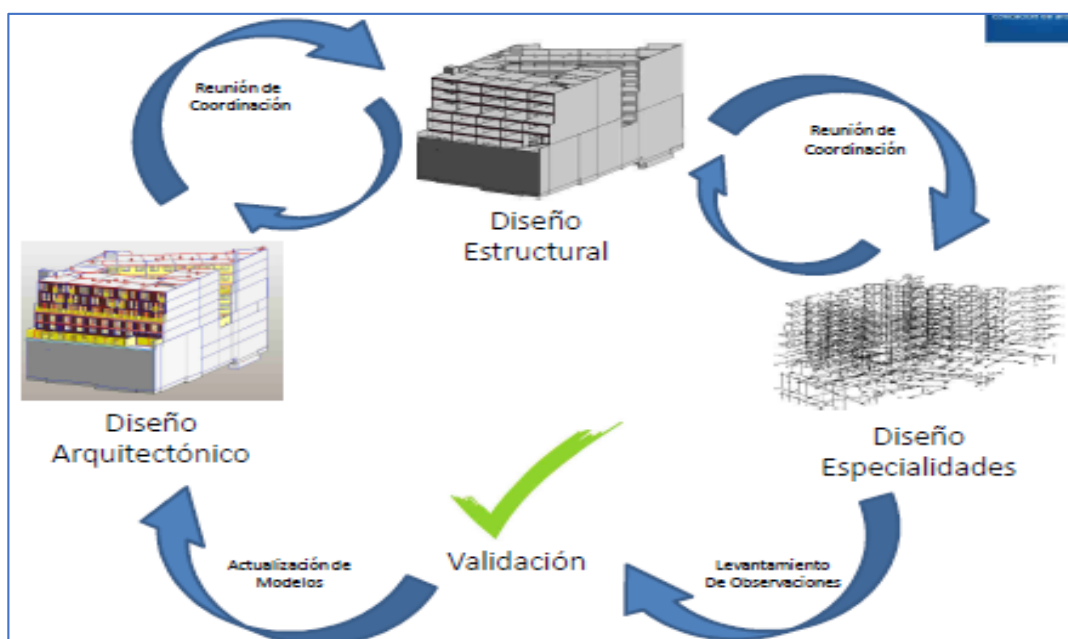 Reunión de
Coordinación
Reunión de
Coordinación
Diseño
Estructural
Diseño
Arquitectónico
Diseño
Especialidades
Validación
Actualización de
Modelos
Levantamiento
De Observaciones